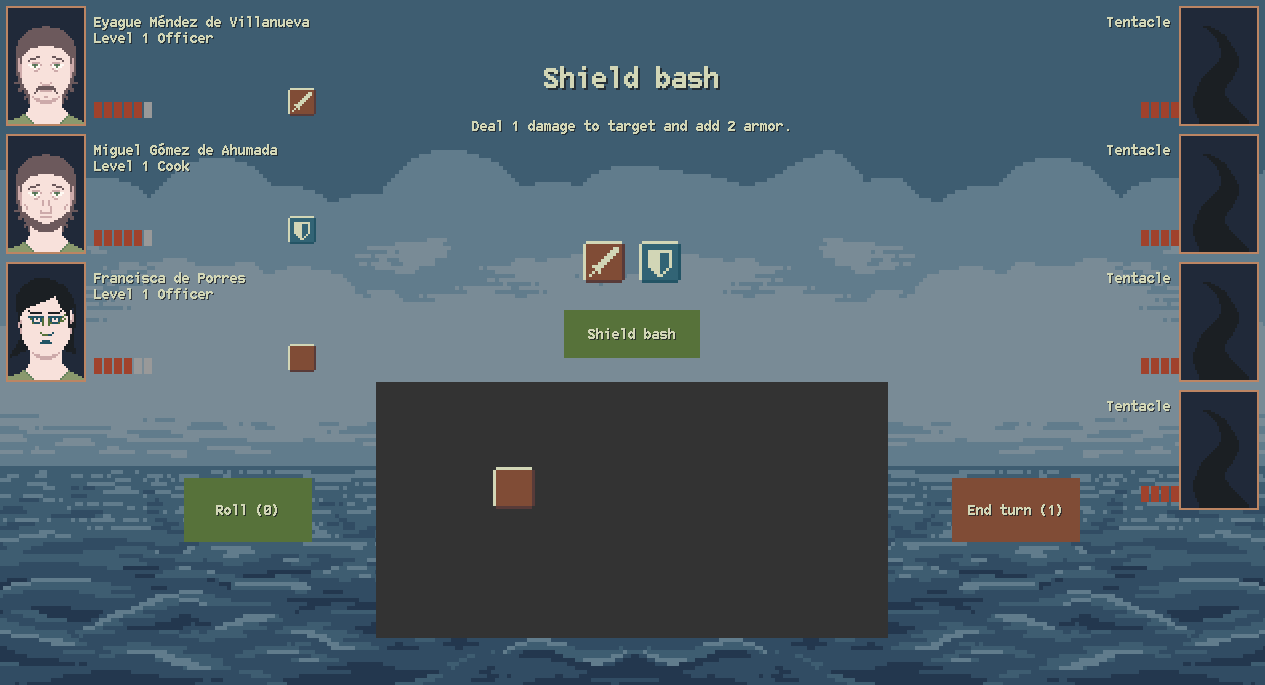 Eyague Méndez de Villanueva
Level 1 Officer
Miguel Gómez de Ahumada
Level 1 Cook
Francisca de Porres
Level 1 Officer
Shield bash
Deal 1 damage to target and add 2 armor.
Shield bash
Roll (0)
End turn (1)
Tentacle
Tentacle
Tentacle
Tentacle